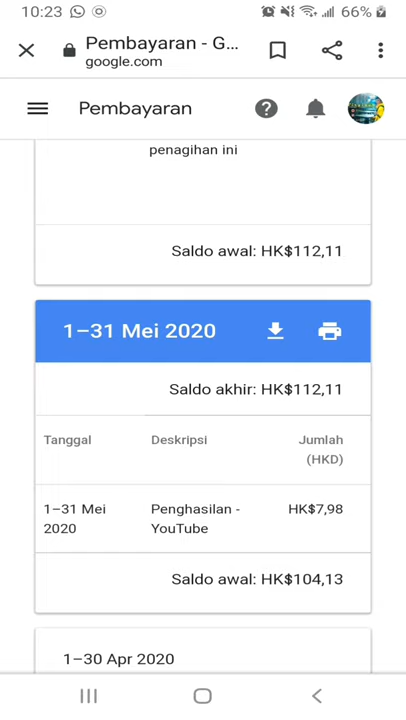 10:23
66%
Pembayaran - G...
google.com
Pembayaran
penagihan ini
Saldo awal: HK$112,11
1–31 Mei 2020
Saldo akhir: HK$112,11
Tanggal Deskripsi Jumlah (HKD)
1–31 Mei 2020 Penghasilan - YouTube HK$7,98
Saldo awal: HK$104,13
1–30 Apr 2020